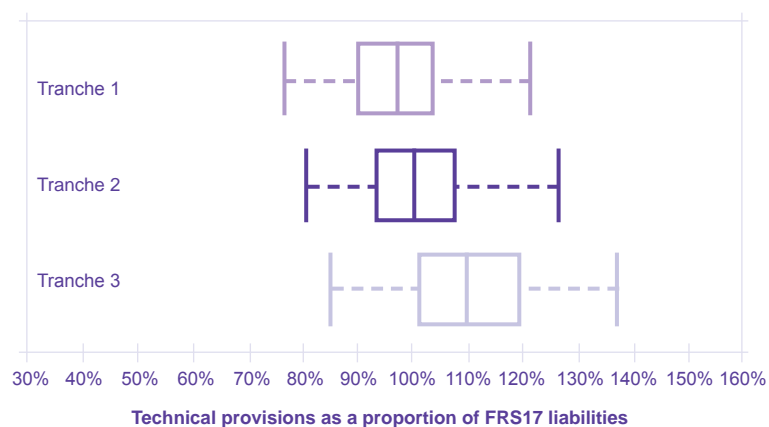 Tranche 1
Tranche 2
Tranche 3
30% 40% 50% 60% 70% 80% 90% 100% 110% 120% 130% 140% 150% 160%
Technical provisions as a proportion of FRS17 liabilities